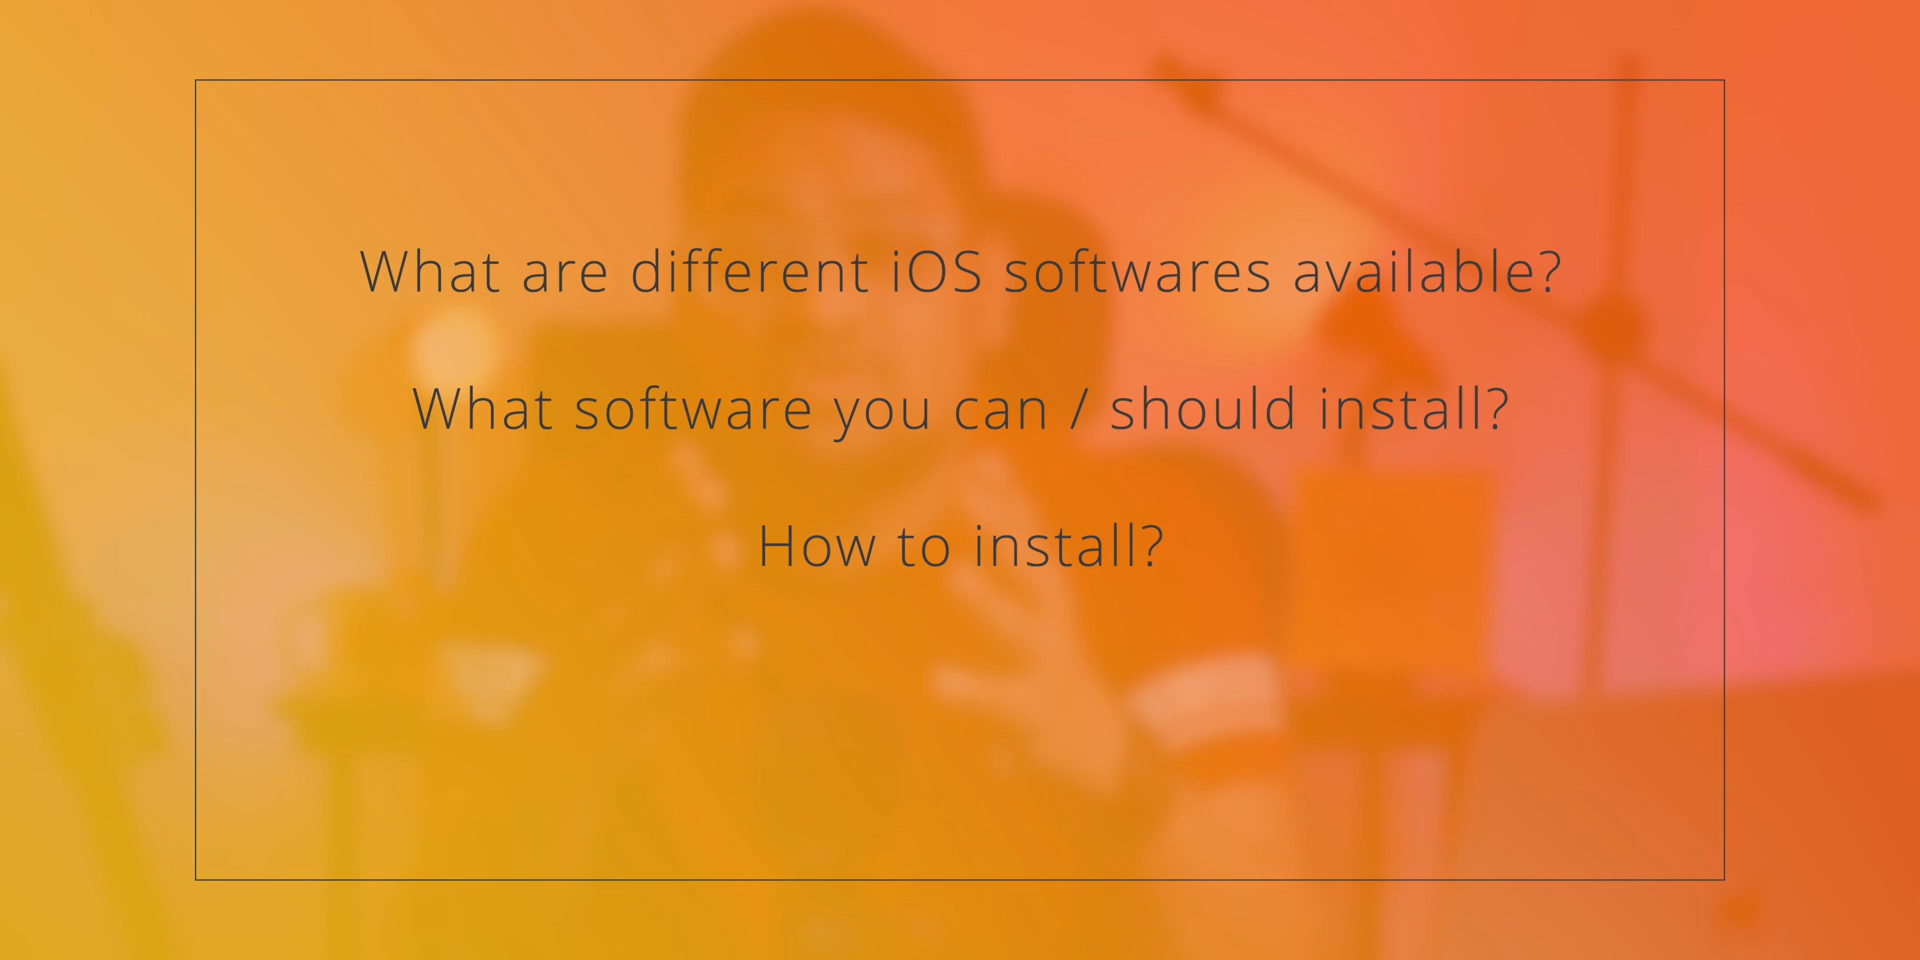 What are different iOS softwares available?
What software you can / should install?
How to install?